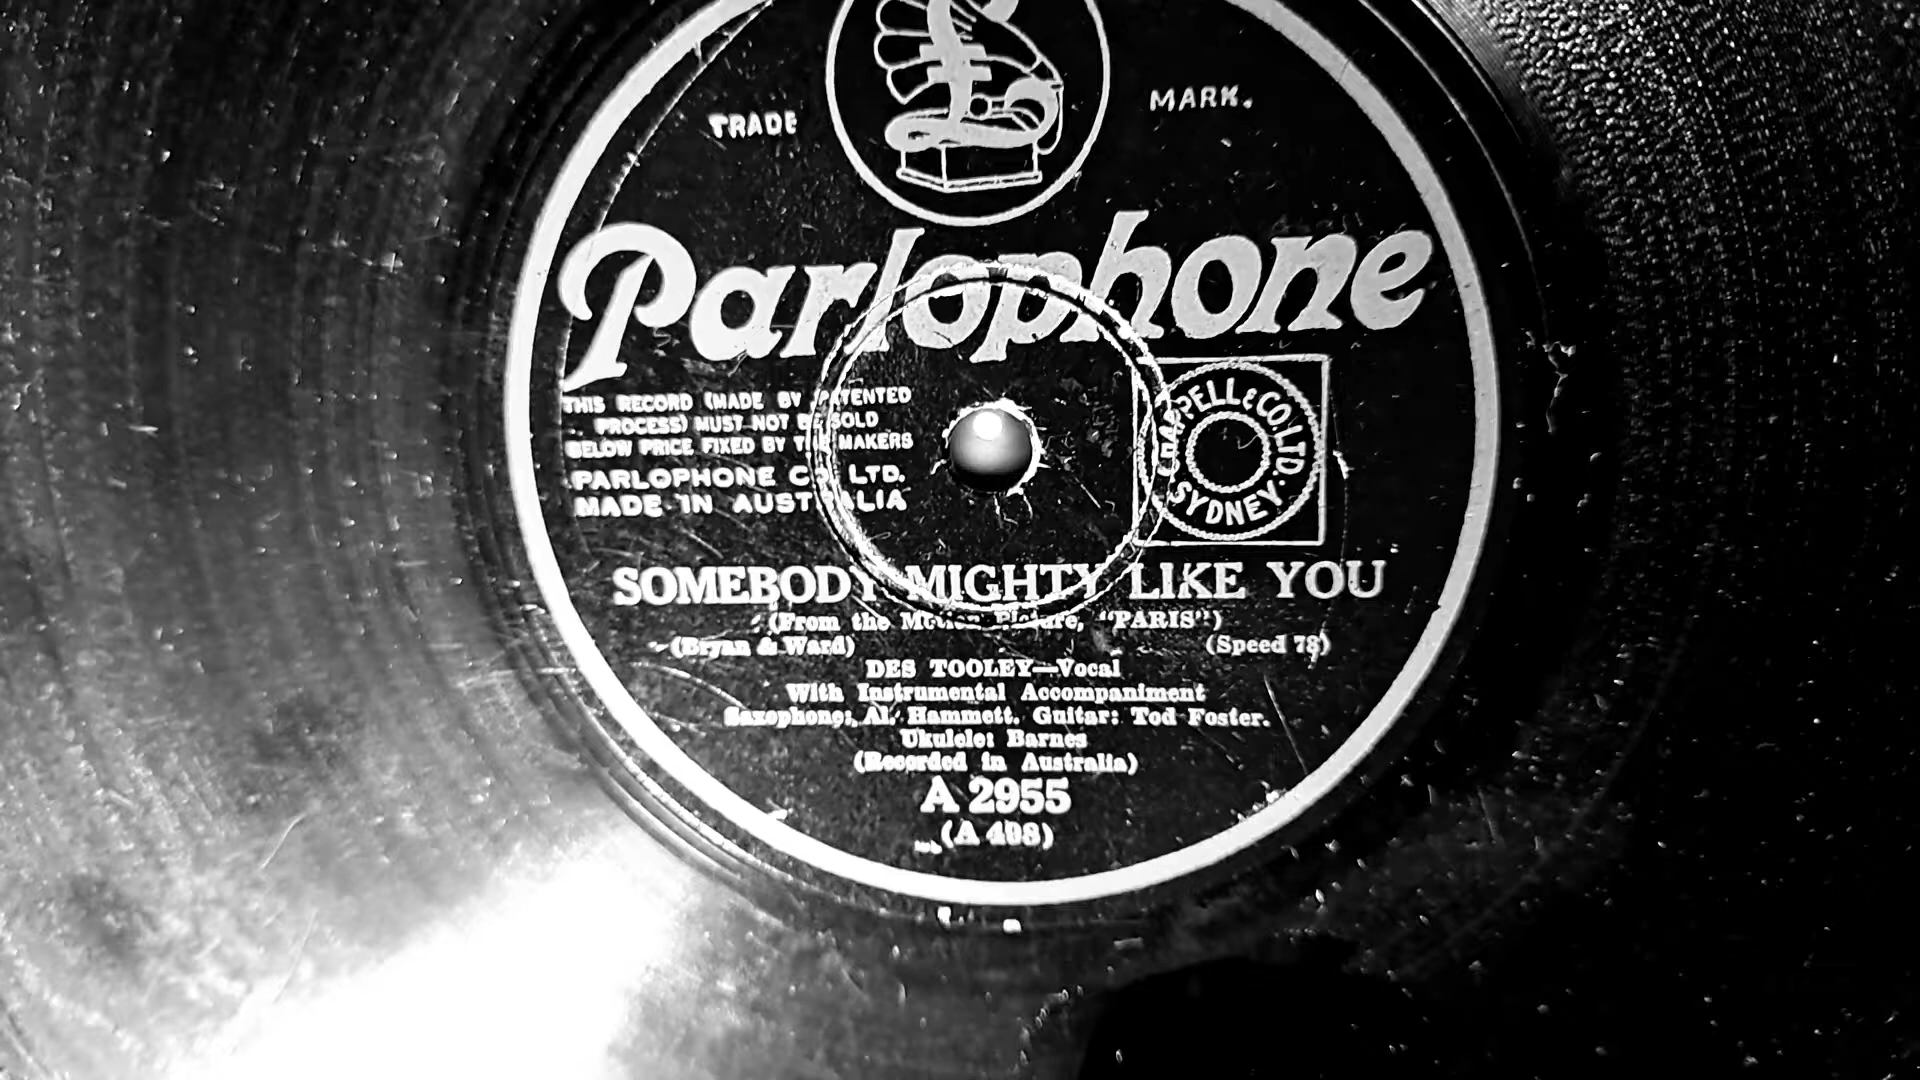 TRADE MARK.
Parlophone
THIS RECORD (MADE BY PATENTED
PROCESS) MUST NOT BE SOLD
BELOW PRICE FIXED BY THE MAKERS
PARLOPHONE CO. LTD.
MADE IN AUSTRALIA
CHAPPELL & CO. LTD.
SYDNEY.
SOMEBODY MIGHTY LIKE YOU
(From the Motion Picture, "PARIS")
(Bryan & Ward) (Speed 78)
DES TOOLEY—Vocal
With Instrumental Accompaniment
Saxophone: Al. Hammett. Guitar: Tod Foster.
Ukulele: Barnes
(Recorded in Australia)
A 2955
(A 408)